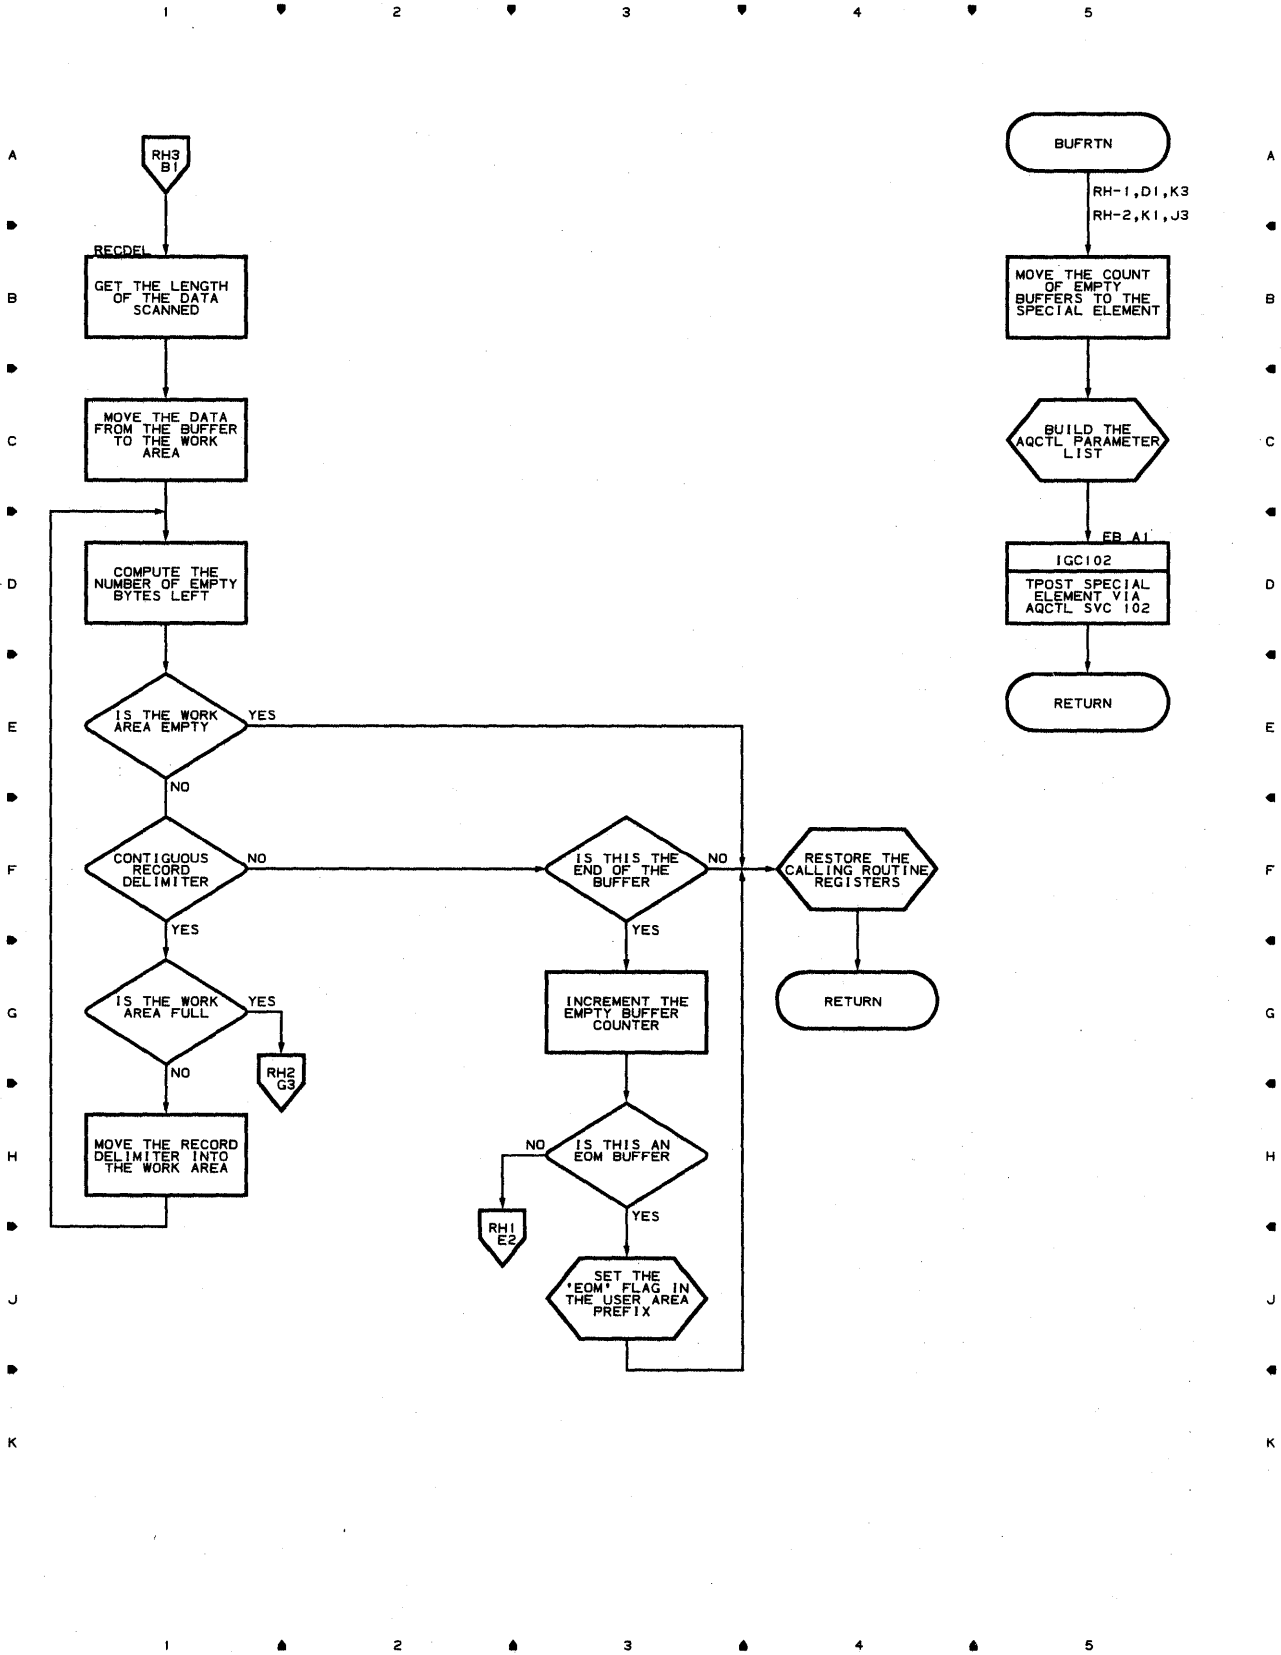 1 2 3 4 5
A
RH3
B1
BUFRTN
A
RH-1,D1,K3
RH-2,K1,J3
RECDEL
B
GET THE LENGTH
OF THE DATA
SCANNED
MOVE THE COUNT
OF EMPTY
BUFFERS TO THE
SPECIAL ELEMENT
B
C
MOVE THE DATA
FROM THE BUFFER
TO THE WORK
AREA
BUILD THE
AQCTL PARAMETER
LIST
C
EB A1
IGC102
D
COMPUTE THE
NUMBER OF EMPTY
BYTES LEFT
TPOST SPECIAL
ELEMENT VIA
AQCTL SVC 102
D
E
IS THE WORK
AREA EMPTY
YES
NO
RETURN
E
F
CONTIGUOUS
RECORD
DELIMITER
NO
YES
IS THIS THE
END OF THE
BUFFER
NO
YES
RESTORE THE
CALLING ROUTINE
REGISTERS
F
G
IS THE WORK
AREA FULL
YES
NO
RH2
G3
INCREMENT THE
EMPTY BUFFER
COUNTER
RETURN
G
H
MOVE THE RECORD
DELIMITER INTO
THE WORK AREA
NO
IS THIS AN
EOM BUFFER
YES
H
RH1
E2
J
SET THE
'EOM' FLAG IN
THE USER AREA
PREFIX
J
K
K
1 2 3 4 5